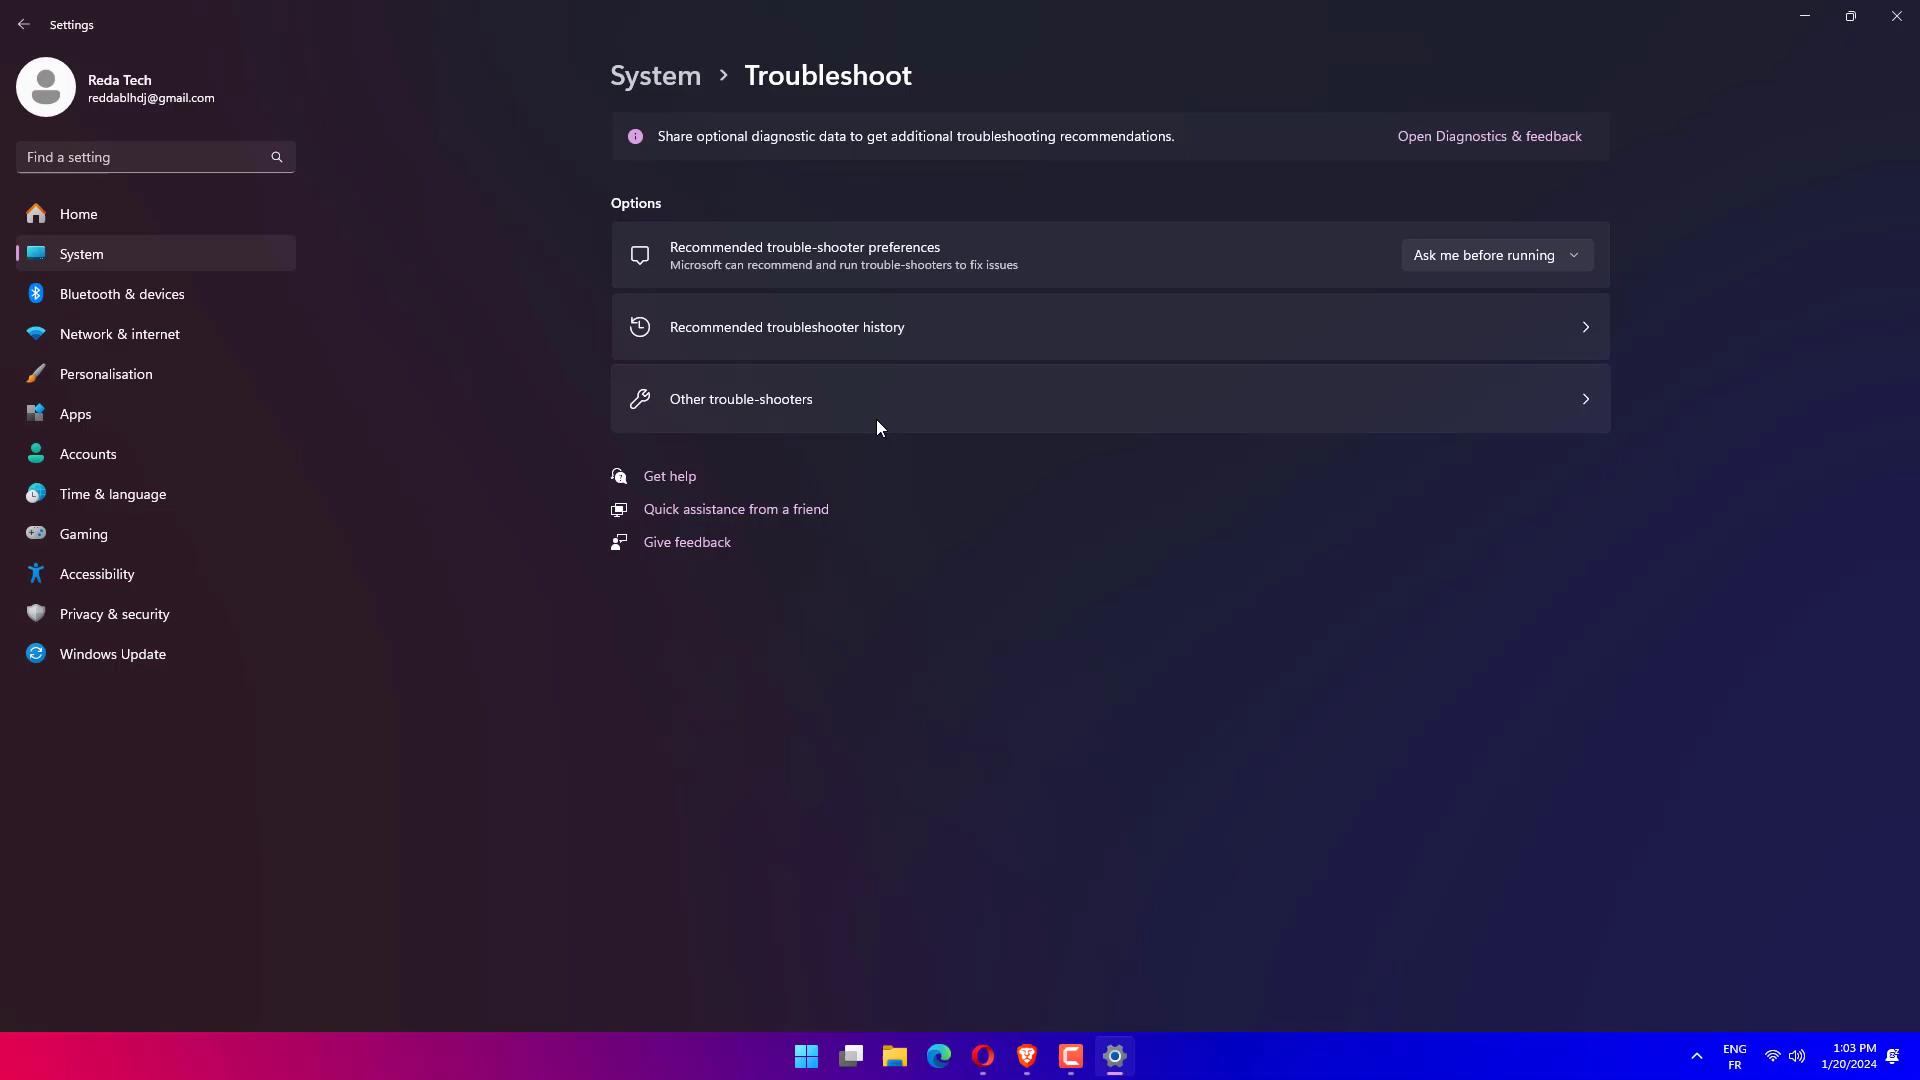 Settings
Reda Tech
reddablhdj@gmail.com
Find a setting
Home
System
Bluetooth & devices
Network & internet
Personalisation
Apps
Accounts
Time & language
Gaming
Accessibility
Privacy & security
Windows Update
System > Troubleshoot
Share optional diagnostic data to get additional troubleshooting recommendations. Open Diagnostics & feedback
Options
Recommended trouble-shooter preferences
Microsoft can recommend and run trouble-shooters to fix issues
Ask me before running
Recommended troubleshooter history
Other trouble-shooters
Get help
Quick assistance from a friend
Give feedback
ENG
FR
1:03 PM
1/20/2024